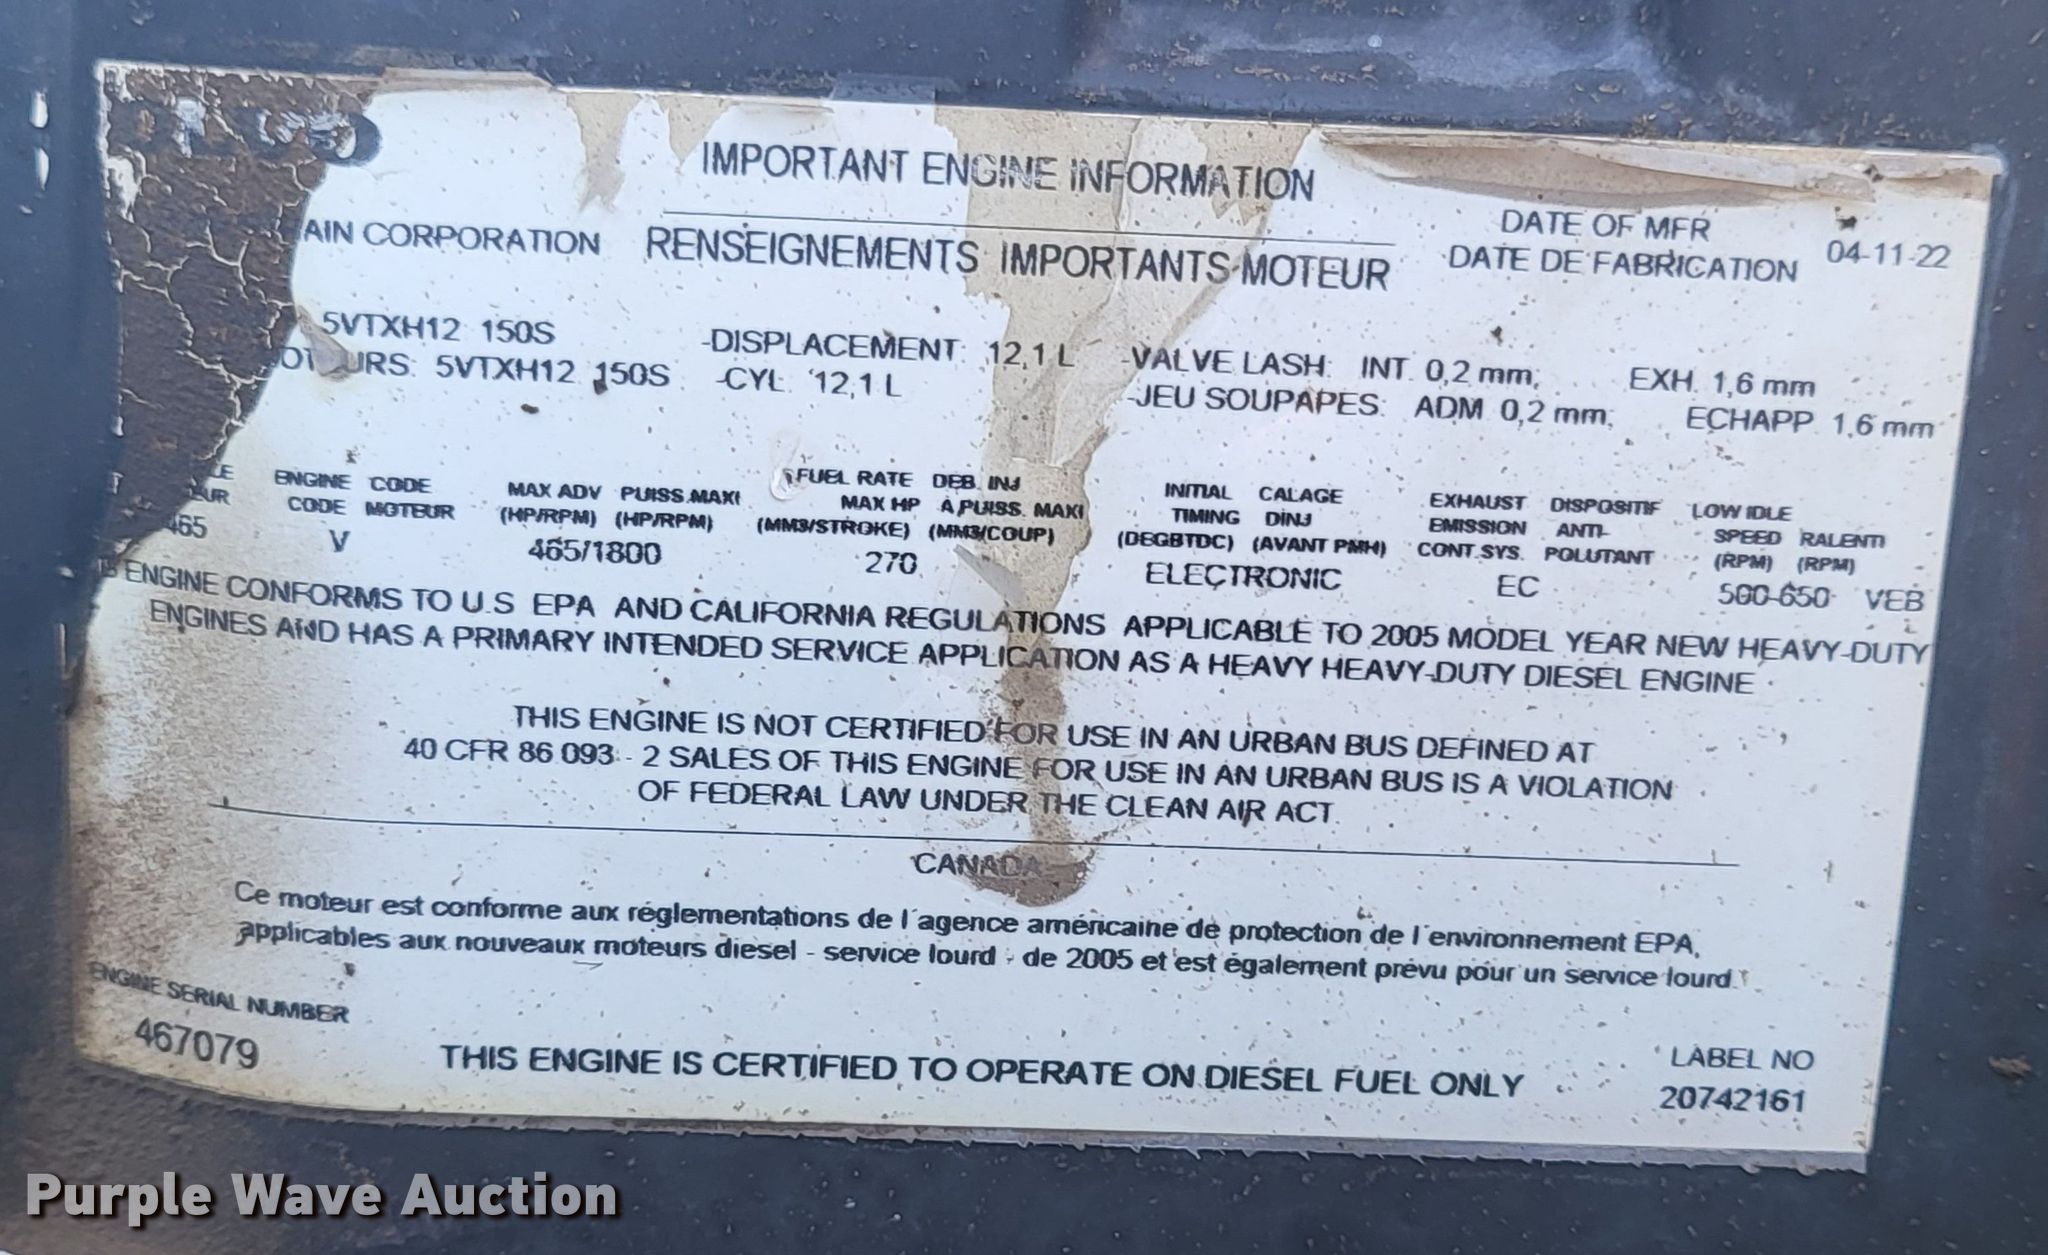 IMPORTANT ENGINE INFORMATION
AIN CORPORATION RENSEIGNEMENTS IMPORTANTS-MOTEUR
DATE OF MFR
DATE DE FABRICATION 04-11-22
5VTXH12 150S
OTEURS: 5VTXH12 150S
-DISPLACEMENT: 12,1 L
-CYL: 12,1 L
-VALVE LASH: INT. 0,2 mm, EXH. 1,6 mm
-JEU SOUPAPES: ADM. 0,2 mm, ECHAPP. 1,6 mm
ENGINE CODE
CODE MOTEUR
465 V
MAX ADV PUISS.MAXI
(HP/RPM) (HP/RPM)
465/1800
FUEL RATE DEB. INJ
MAX HP A PUISS. MAXI
(MM3/STROKE) (MM3/COUP)
270
INITIAL CALAGE
TIMING D'INJ
(DEGBTDC) (AVANT PMH)
ELECTRONIC
EXHAUST DISPOSITIF
EMISSION ANTI-
CONT.SYS. POLUTANT
EC
LOW IDLE
SPEED RALENTI
(RPM) (RPM)
500-650 VEB
ENGINE CONFORMS TO U.S EPA AND CALIFORNIA REGULATIONS APPLICABLE TO 2005 MODEL YEAR NEW HEAVY-DUTY
ENGINES AND HAS A PRIMARY INTENDED SERVICE APPLICATION AS A HEAVY HEAVY-DUTY DIESEL ENGINE
THIS ENGINE IS NOT CERTIFIED FOR USE IN AN URBAN BUS DEFINED AT
40 CFR 86 093 - 2 SALES OF THIS ENGINE FOR USE IN AN URBAN BUS IS A VIOLATION
OF FEDERAL LAW UNDER THE CLEAN AIR ACT.
CANADA
Ce moteur est conforme aux réglementations de l'agence américaine de protection de l'environnement EPA,
applicables aux nouveaux moteurs diesel - service lourd - de 2005 et est également prévu pour un service lourd.
ENGINE SERIAL NUMBER
467079
THIS ENGINE IS CERTIFIED TO OPERATE ON DIESEL FUEL ONLY
LABEL NO
20742161
Purple Wave Auction